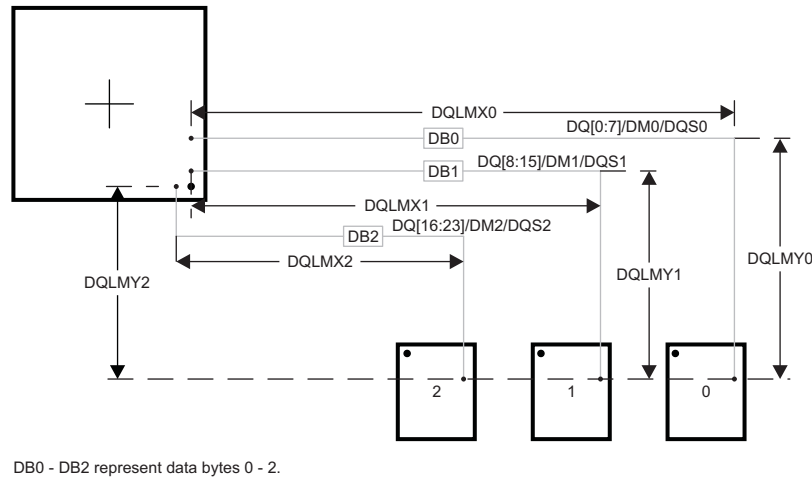 DQLMX0
DQ[0:7]/DM0/DQS0
DB0
DQ[8:15]/DM1/DQS1
DB1
DQLMX1
DQ[16:23]/DM2/DQS2
DB2
DQLMX2
DQLMY0
DQLMY1
DQLMY2
2
1
0
DB0 - DB2 represent data bytes 0 - 2.